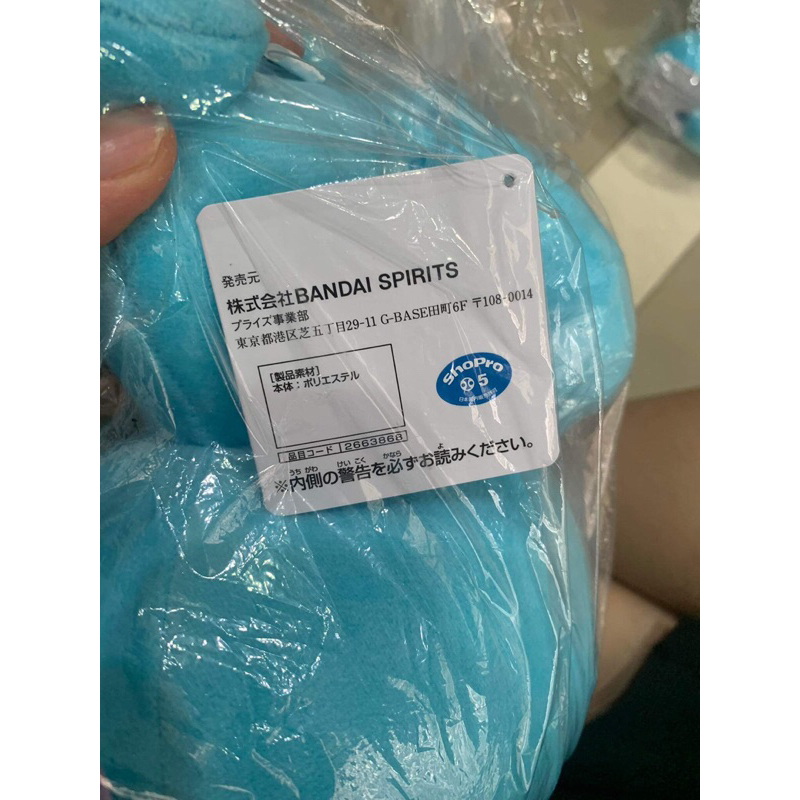 発売元
株式会社BANDAI SPIRITS
プライズ事業部
東京都港区芝五丁目29-11 G-BASE田町6F 〒108-0014
[製品素材]
本体：ポリエステル
ShoPro
5
品目コード 2663868
うちがわ けいこく かなら よ
※内側の警告を必ずお読みください。